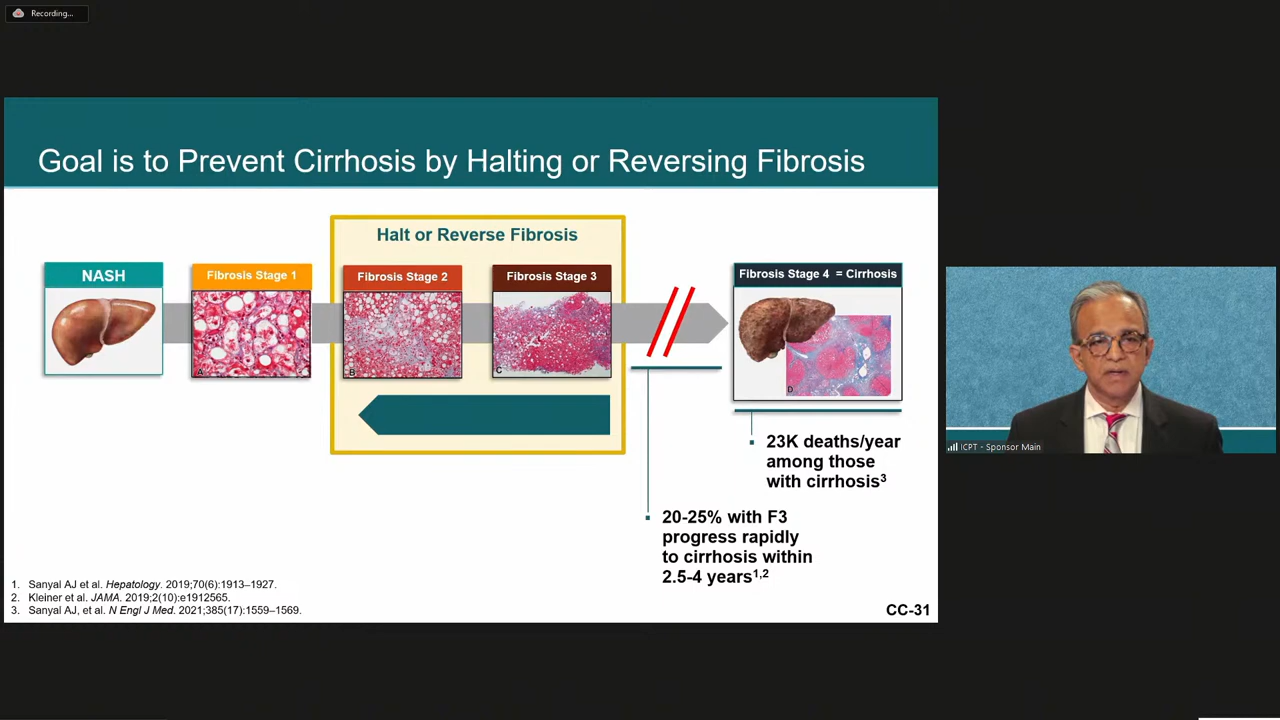 Recording...
Goal is to Prevent Cirrhosis by Halting or Reversing Fibrosis
Halt or Reverse Fibrosis
NASH
Fibrosis Stage 1
Fibrosis Stage 2
Fibrosis Stage 3
Fibrosis Stage 4 = Cirrhosis
A
B
C
D
23K deaths/year
among those
with cirrhosis3
20-25% with F3
progress rapidly
to cirrhosis within
2.5-4 years1,2
1. Sanyal AJ et al. Hepatology. 2019;70(6):1913–1927.
2. Kleiner et al. JAMA. 2019;2(10):e1912565.
3. Sanyal AJ, et al. N Engl J Med. 2021;385(17):1559–1569.
CC-31
ICPT - Sponsor Main